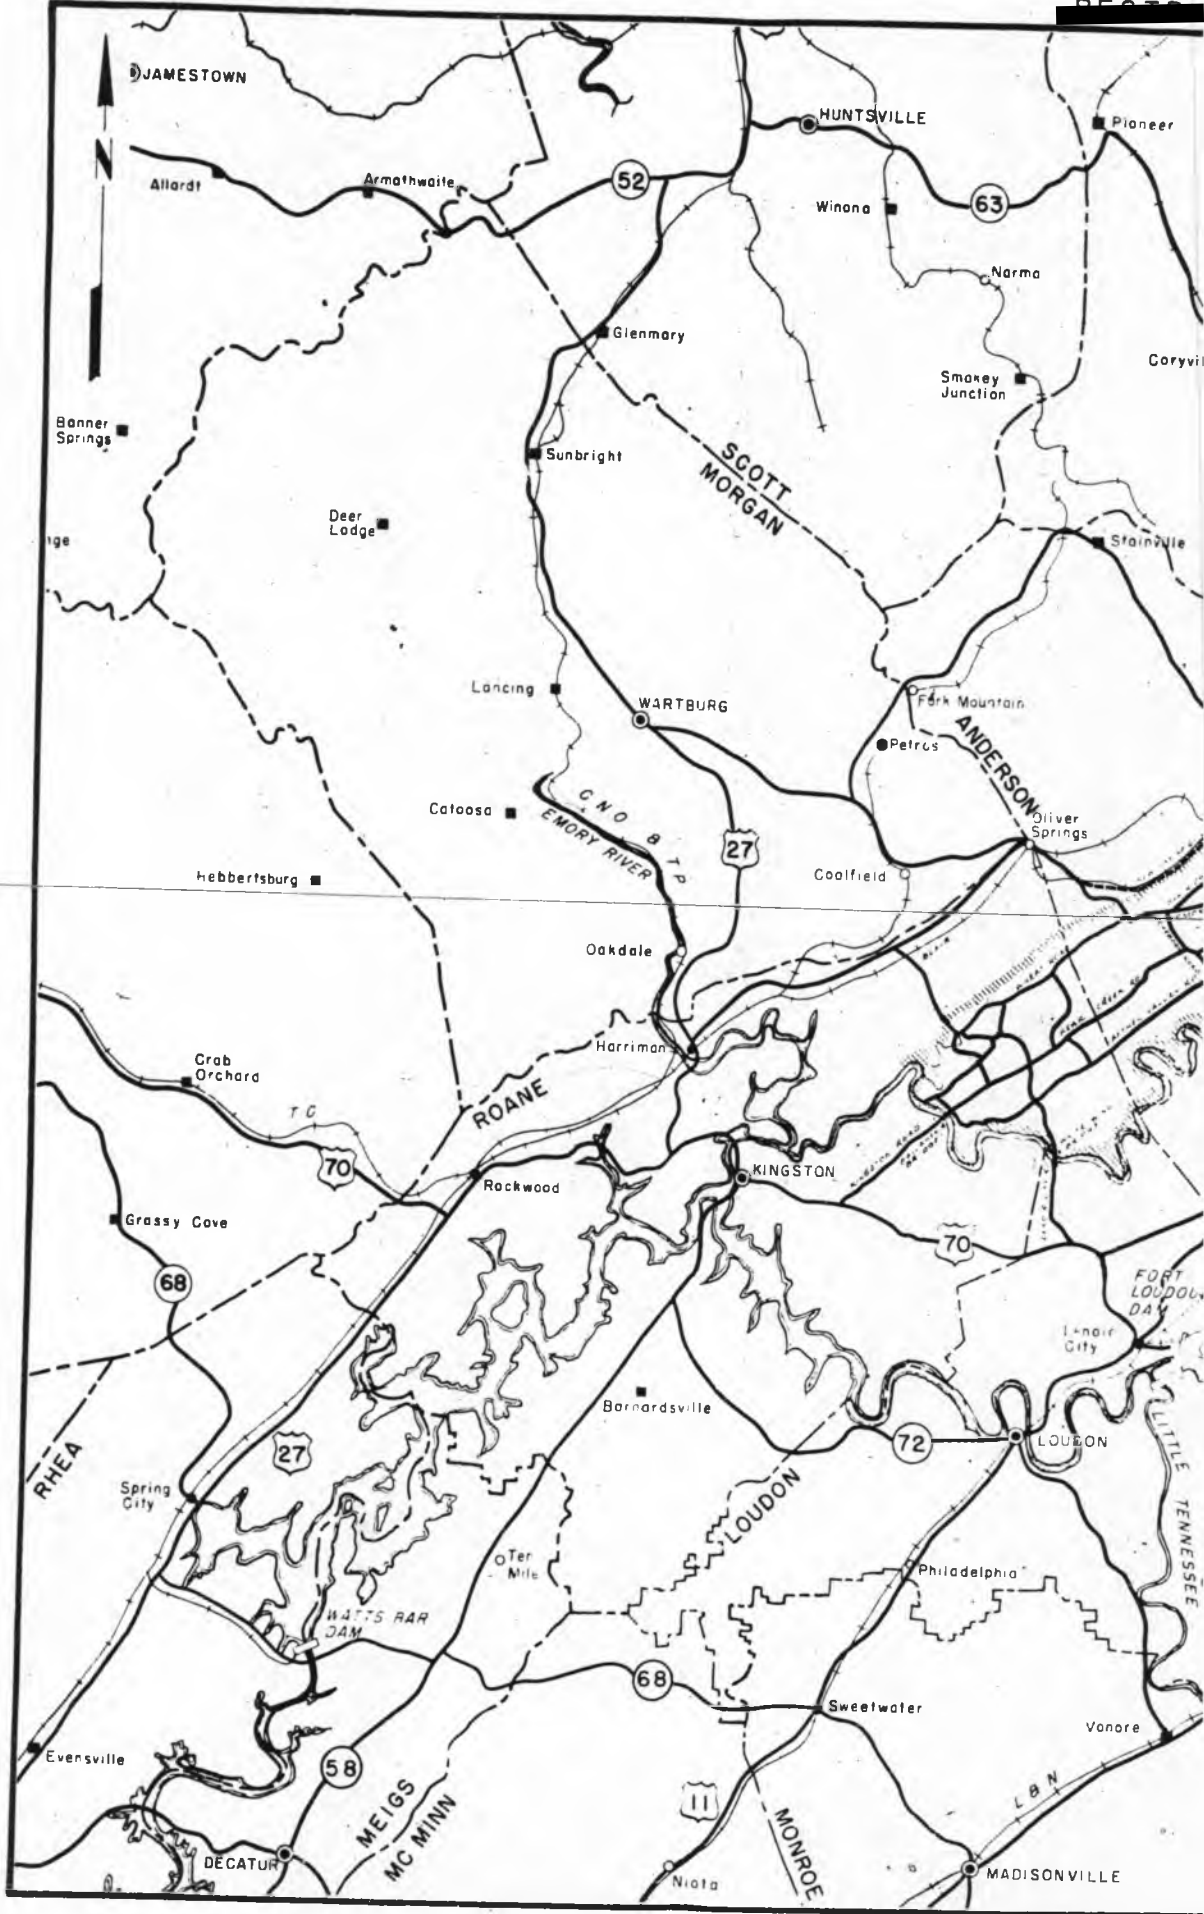 JAMESTOWN
N
HUNTSVILLE
Pioneer
Allardt
Armathwaite
52
Winona
63
Norma
Glenmary
Coryvil
Smokey
Junction
Banner
Springs
Sunbright
SCOTT
MORGAN
Deer
Lodge
nge
Stainville
Lancing
WARTBURG
Fork Mountain
ANDERSON
Petros
Catoosa
C N O & T P
EMORY RIVER
27
Oliver
Springs
Hebbertsburg
Coalfield
Oakdale
BLAIR
Harriman
Crab
Orchard
T C
ROANE
70
Rockwood
KINGSTON
Grassy Cove
68
70
FORT
LOUDOU
DAM
Lenoir
City
Barnardsville
72
LOUDON
RHEA
27
Spring
City
LOUDON
LITTLE
TENNESSEE
Ten
Mile
Philadelphia
WATTS BAR
DAM
68
Sweetwater
Vonore
Evensville
58
11
L & N
MEIGS
MC MINN
MONROE
DECATUR
Niota
MADISONVILLE